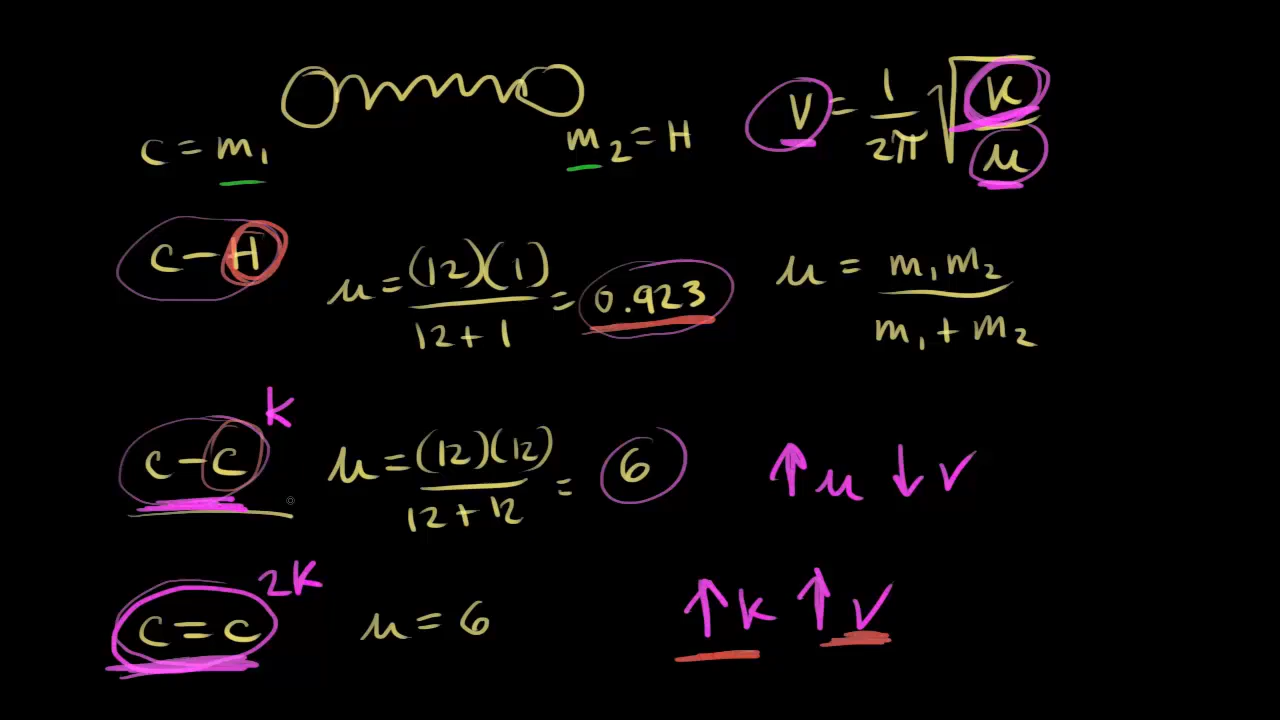 C = m₁
m₂ = H
ν = 1/2π √(k/μ)
C – H
μ = (12)(1)/12 + 1 = 0.923
μ = m₁m₂/m₁ + m₂
C – C
k
μ = (12)(12)/12 + 12 = 6
↑ μ ↓ ν
C = C
2k
μ = 6
↑ k ↑ ν